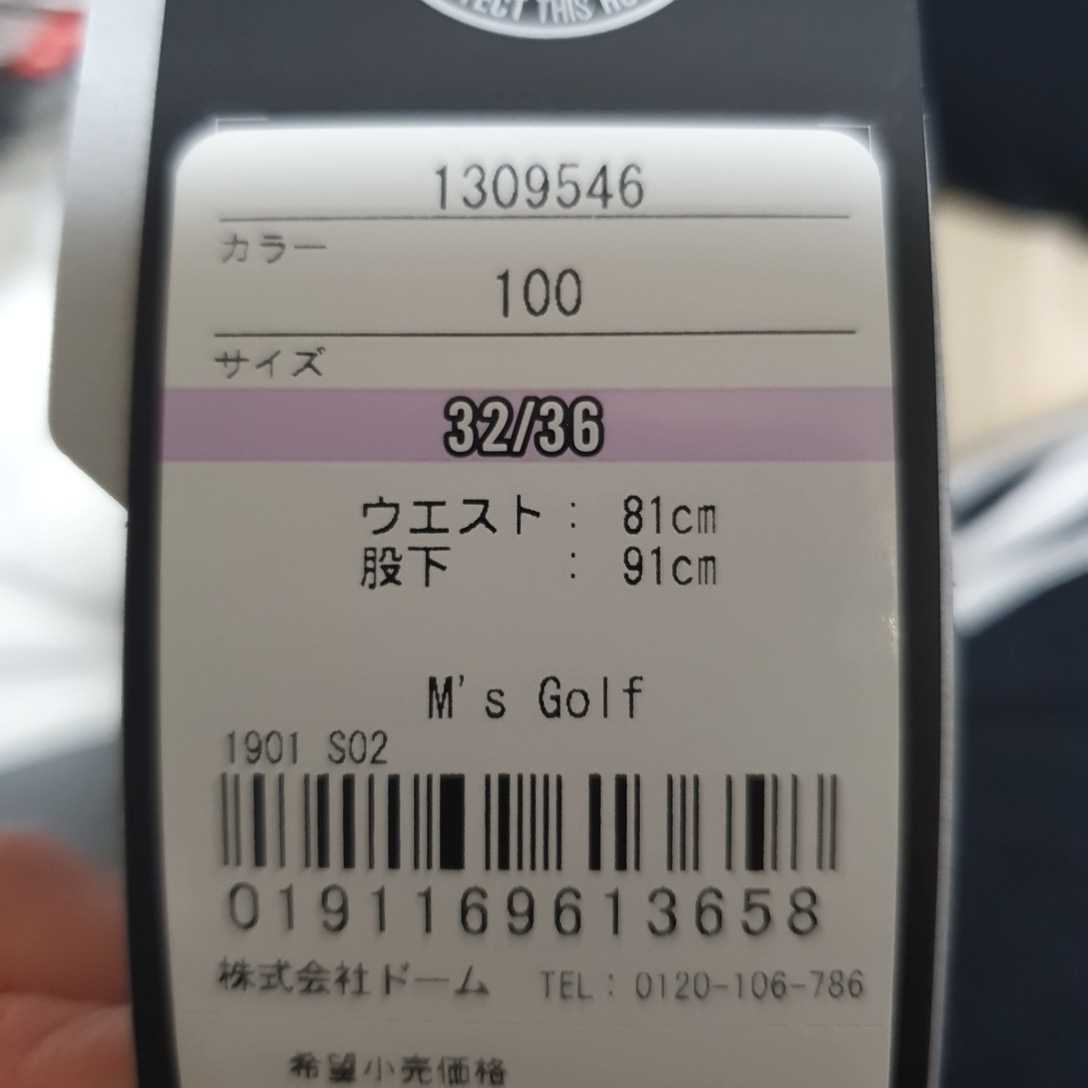 THIS
1309546
カラー
100
サイズ
32/36
ウエスト : 81cm
股下 : 91cm
M's Golf
1901 S02
0191169613658
株式会社ドーム TEL : 0120-106-786
希望小売価格